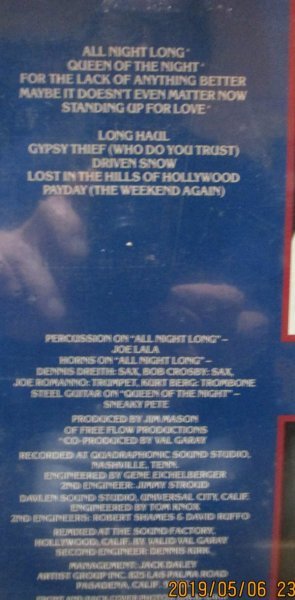 ALL NIGHT LONG*
QUEEN OF THE NIGHT*
FOR THE LACK OF ANYTHING BETTER
MAYBE IT DOESN'T EVEN MATTER NOW
STANDING UP FOR LOVE*
LONG HAUL
GYPSY THIEF (WHO DO YOU TRUST)
DRIVEN SNOW
LOST IN THE HILLS OF HOLLYWOOD
PAYDAY (THE WEEKEND AGAIN)
PERCUSSION ON "ALL NIGHT LONG" –
JOE LALA
HORNS ON "ALL NIGHT LONG" –
DENNIS DREITH: SAX, BOB CROSBY: SAX,
JOE ROMANNO: TRUMPET, KURT BERG: TROMBONE
STEEL GUITAR ON "QUEEN OF THE NIGHT" –
SNEAKY PETE
PRODUCED BY JIM MASON
OF FREE FLOW PRODUCTIONS
*CO-PRODUCED BY VAL GARAY
RECORDED AT QUADRAPHONIC SOUND STUDIO,
NASHVILLE, TENN.
ENGINEERED BY GENE EICHELBERGER
2ND ENGINEER: JIMMY STROUD
DAVLEN SOUND STUDIO, UNIVERSAL CITY, CALIF.
ENGINEERED BY TOM KNOX
2ND ENGINEERS: ROBERT SHAMES & DAVID RUFFO
REMIXED AT THE SOUND FACTORY,
HOLLYWOOD, CALIF. BY VAL GARAY
SECOND ENGINEER: DENNIS KIRK
MANAGEMENT: JACK DALEY
ARTIST GROUP INC. 825 LAS PALMA ROAD
PASADENA, CALIF.
FRONT AND BACK COVER
2019/05/06 23